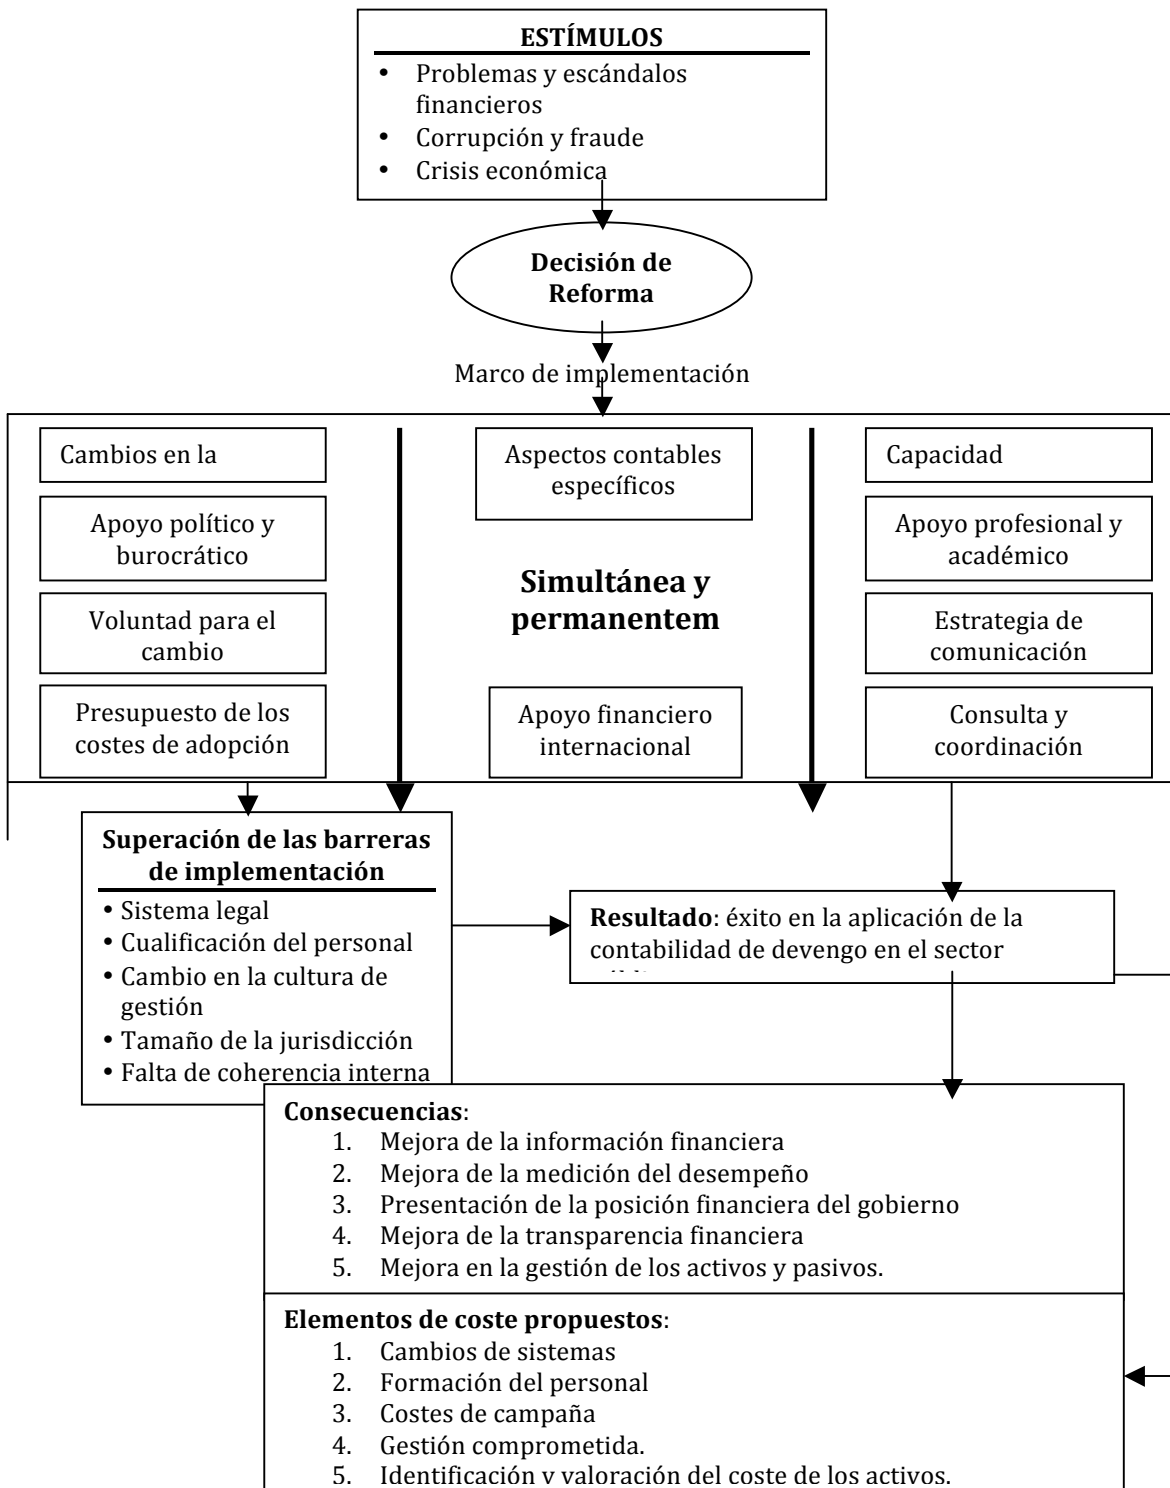 ESTÍMULOS
• Problemas y escándalos
financieros
• Corrupción y fraude
• Crisis económica
Decisión de
Reforma
Marco de implementación
Cambios en la
Apoyo político y
burocrático
Voluntad para el
cambio
Presupuesto de los
costes de adopción
Aspectos contables
específicos
Simultánea y
permanentem
Apoyo financiero
internacional
Capacidad
Apoyo profesional y
académico
Estrategia de
comunicación
Consulta y
coordinación
Superación de las barreras
de implementación
• Sistema legal
• Cualificación del personal
• Cambio en la cultura de
gestión
• Tamaño de la jurisdicción
• Falta de coherencia interna
Resultado: éxito en la aplicación de la
contabilidad de devengo en el sector
Consecuencias:
1. Mejora de la información financiera
2. Mejora de la medición del desempeño
3. Presentación de la posición financiera del gobierno
4. Mejora de la transparencia financiera
5. Mejora en la gestión de los activos y pasivos.
Elementos de coste propuestos:
1. Cambios de sistemas
2. Formación del personal
3. Costes de campaña
4. Gestión comprometida.
5. Identificación y valoración del coste de los activos.